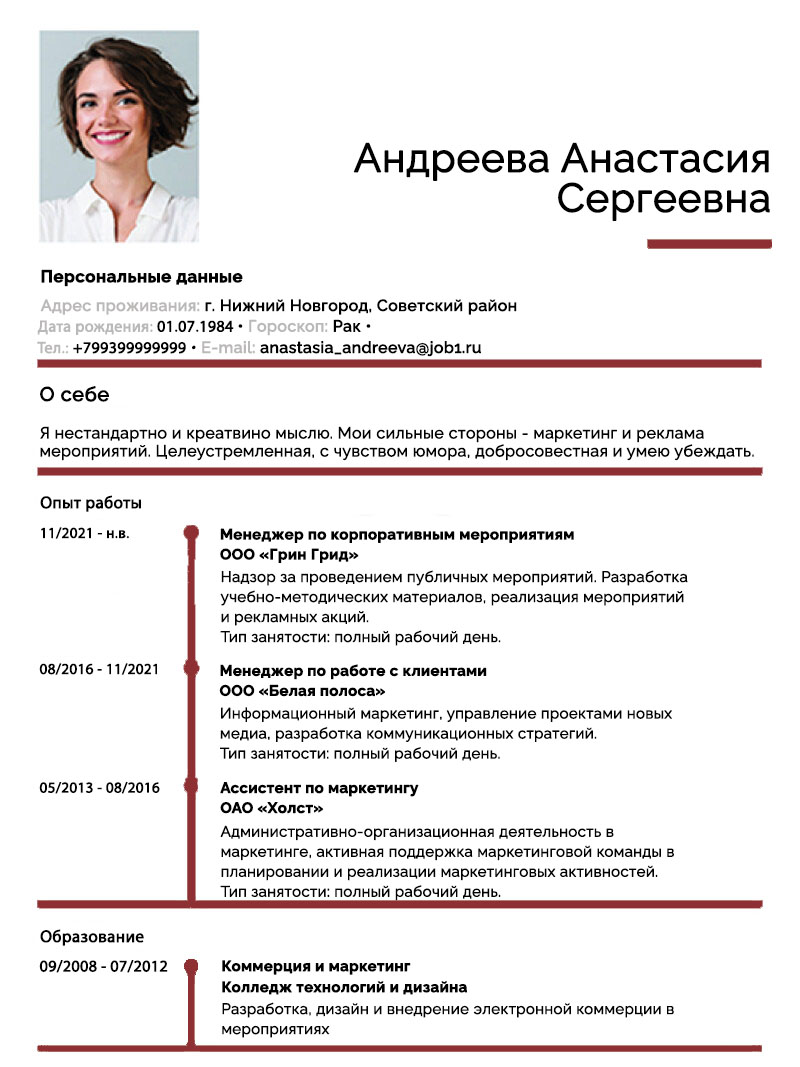 Андреева Анастасия
Сергеевна
Персональные данные
Адрес проживания: г. Нижний Новгород, Советский район
Дата рождения: 01.07.1984 • Гороскоп: Рак •
Тел.: +799399999999 • E-mail: anastasia_andreeva@job1.ru
О себе
Я нестандартно и креатвино мыслю. Мои сильные стороны - маркетинг и реклама
мероприятий. Целеустремленная, с чувством юмора, добросовестная и умею убеждать.
Опыт работы
11/2021 - н.в.
Менеджер по корпоративным мероприятиям
ООО «Грин Грид»
Надзор за проведением публичных мероприятий. Разработка
учебно-методических материалов, реализация мероприятий
и рекламных акций.
Тип занятости: полный рабочий день.
08/2016 - 11/2021
Менеджер по работе с клиентами
ООО «Белая полоса»
Информационный маркетинг, управление проектами новых
медиа, разработка коммуникационных стратегий.
Тип занятости: полный рабочий день.
05/2013 - 08/2016
Ассистент по маркетингу
ОАО «Холст»
Административно-организационная деятельность в
маркетинге, активная поддержка маркетинговой команды в
планировании и реализации маркетинговых активностей.
Тип занятости: полный рабочий день.
Образование
09/2008 - 07/2012
Коммерция и маркетинг
Колледж технологий и дизайна
Разработка, дизайн и внедрение электронной коммерции в
мероприятиях